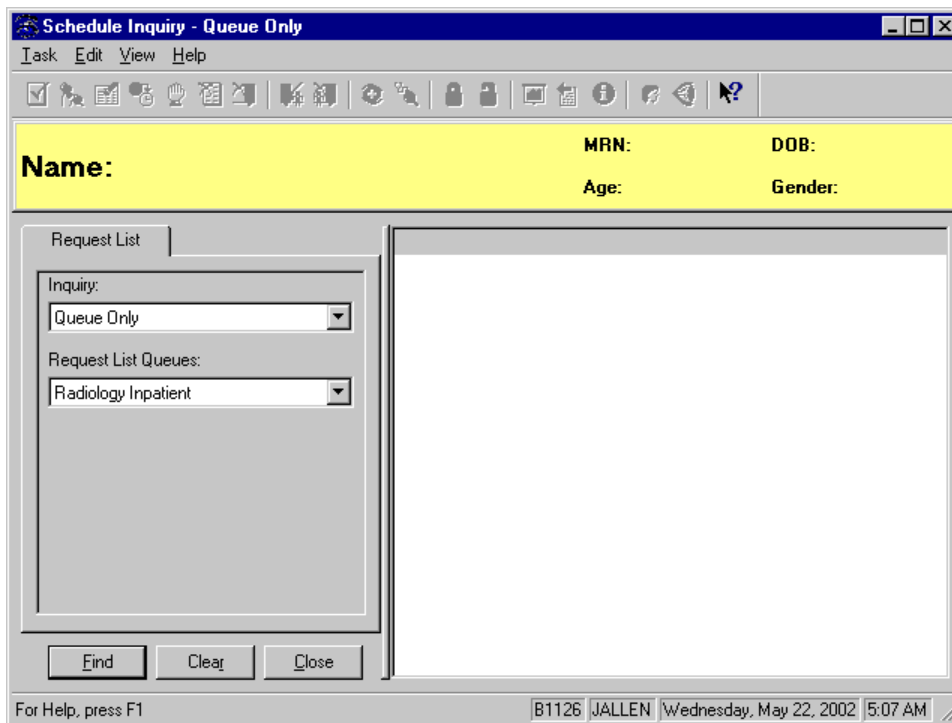 Schedule Inquiry - Queue Only
Task Edit View Help
Name:
MRN: DOB:
Age: Gender:
Request List
Inquiry:
Queue Only
Request List Queues:
Radiology Inpatient
Find Clear Close
For Help, press F1 B1126 JALLEN Wednesday, May 22, 2002 5:07 AM